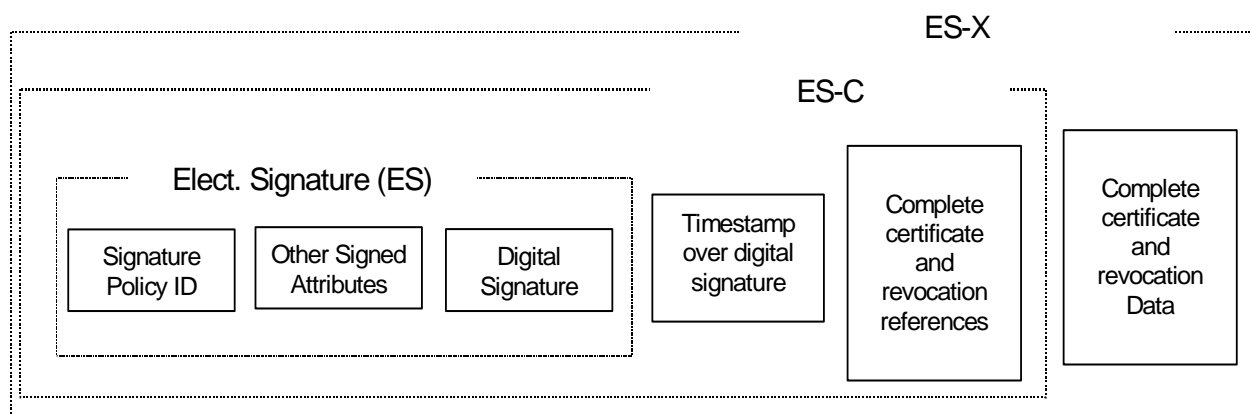 ES-X
ES-C
Elect. Signature (ES)
Signature
Policy ID
Other Signed
Attributes
Digital
Signature
Timestamp
over digital
signature
Complete
certificate
and
revocation
references
Complete
certificate
and
revocation
Data